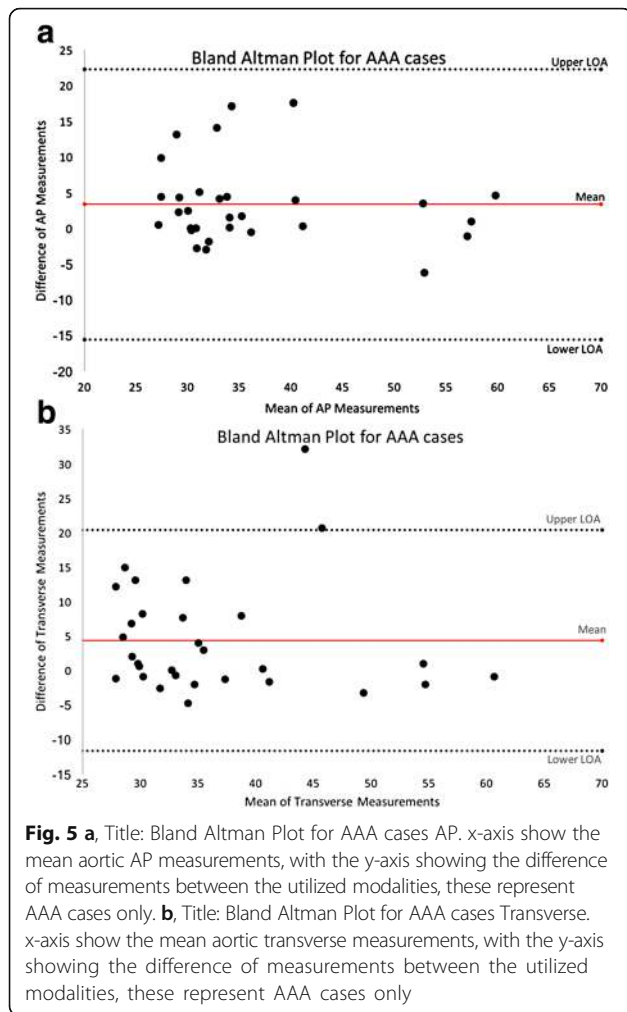 a
Bland Altman Plot for AAA cases
25
20
15
10
5
0
-5
-10
-15
-20
Difference of AP Measurements
Upper LOA
Mean
Lower LOA
20 25 30 35 40 45 50 55 60 65 70
Mean of AP Measurements
b
Bland Altman Plot for AAA cases
35
30
25
20
15
10
5
0
-5
-10
-15
Difference of Transverse Measurements
Upper LOA
Mean
Lower LOA
25 30 35 40 45 50 55 60 65 70
Mean of Transverse Measurements
Fig. 5 a, Title: Bland Altman Plot for AAA cases AP. x-axis show the
mean aortic AP measurements, with the y-axis showing the difference
of measurements between the utilized modalities, these represent
AAA cases only. b, Title: Bland Altman Plot for AAA cases Transverse.
x-axis show the mean aortic transverse measurements, with the y-axis
showing the difference of measurements between the utilized
modalities, these represent AAA cases only